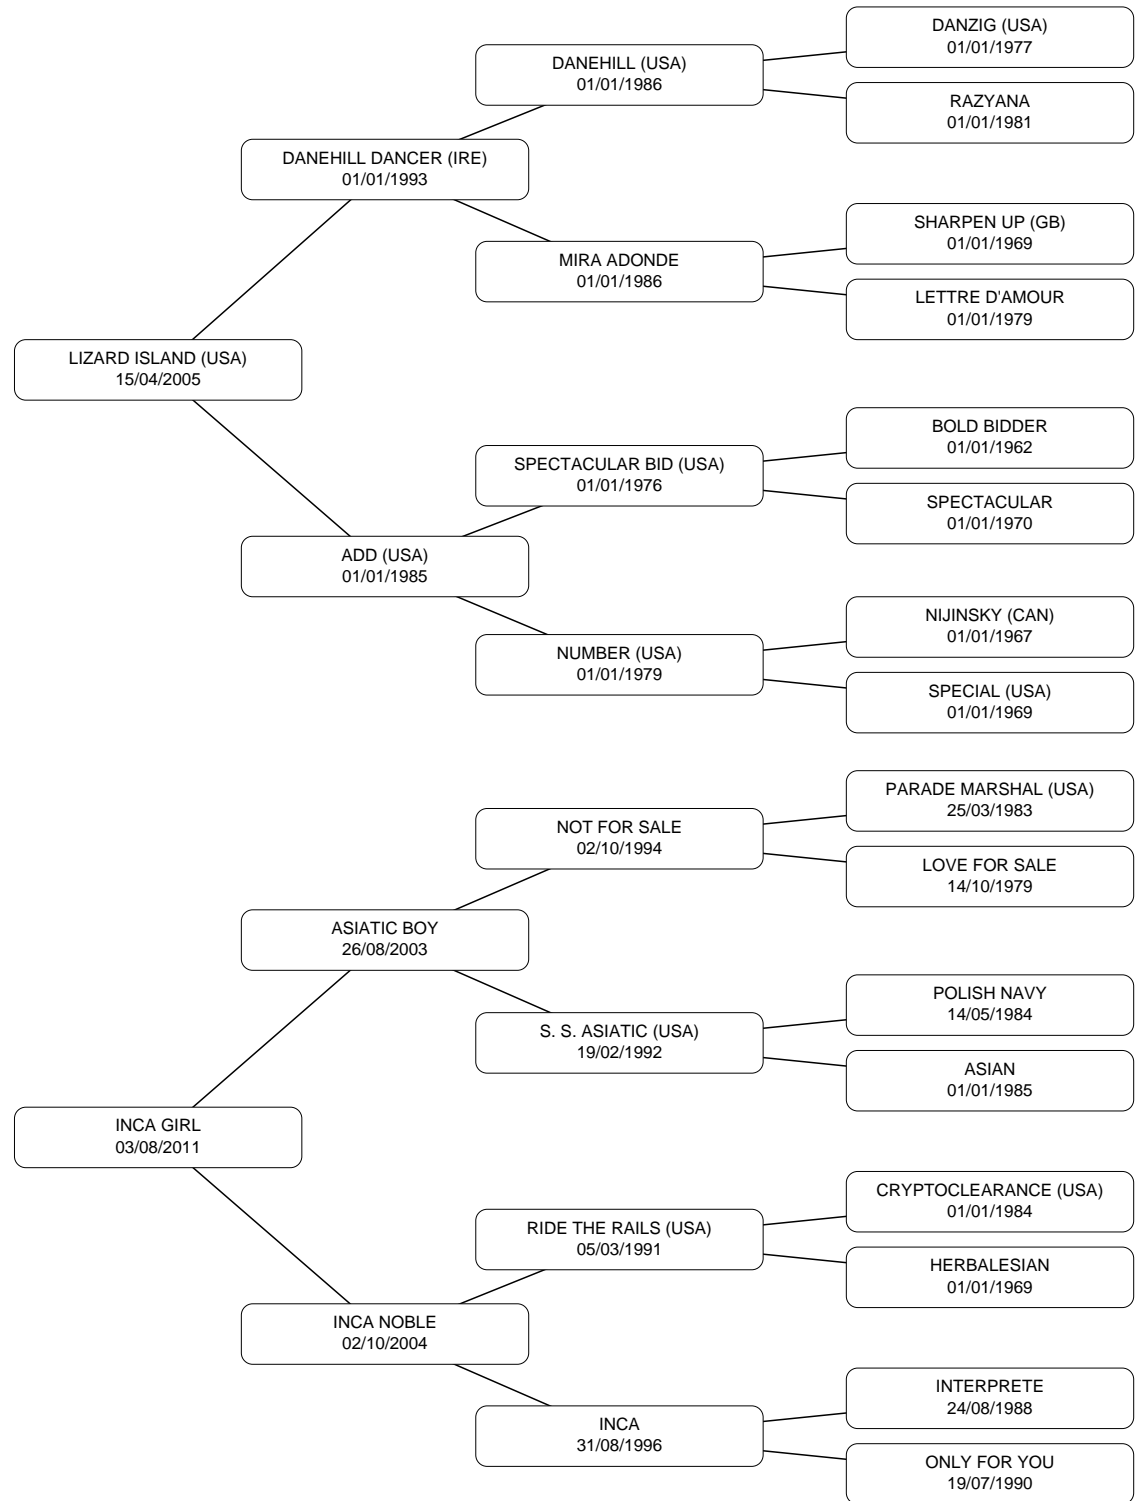 DANZIG (USA)
01/01/1977
DANEHILL (USA)
01/01/1986
RAZYANA
01/01/1981
DANEHILL DANCER (IRE)
01/01/1993
SHARPEN UP (GB)
01/01/1969
MIRA ADONDE
01/01/1986
LETTRE D'AMOUR
01/01/1979
LIZARD ISLAND (USA)
15/04/2005
BOLD BIDDER
01/01/1962
SPECTACULAR BID (USA)
01/01/1976
SPECTACULAR
01/01/1970
ADD (USA)
01/01/1985
NIJINSKY (CAN)
01/01/1967
NUMBER (USA)
01/01/1979
SPECIAL (USA)
01/01/1969
PARADE MARSHAL (USA)
25/03/1983
NOT FOR SALE
02/10/1994
LOVE FOR SALE
14/10/1979
ASIATIC BOY
26/08/2003
POLISH NAVY
14/05/1984
S. S. ASIATIC (USA)
19/02/1992
ASIAN
01/01/1985
INCA GIRL
03/08/2011
CRYPTOCLEARANCE (USA)
01/01/1984
RIDE THE RAILS (USA)
05/03/1991
HERBALESIAN
01/01/1969
INCA NOBLE
02/10/2004
INTERPRETE
24/08/1988
INCA
31/08/1996
ONLY FOR YOU
19/07/1990